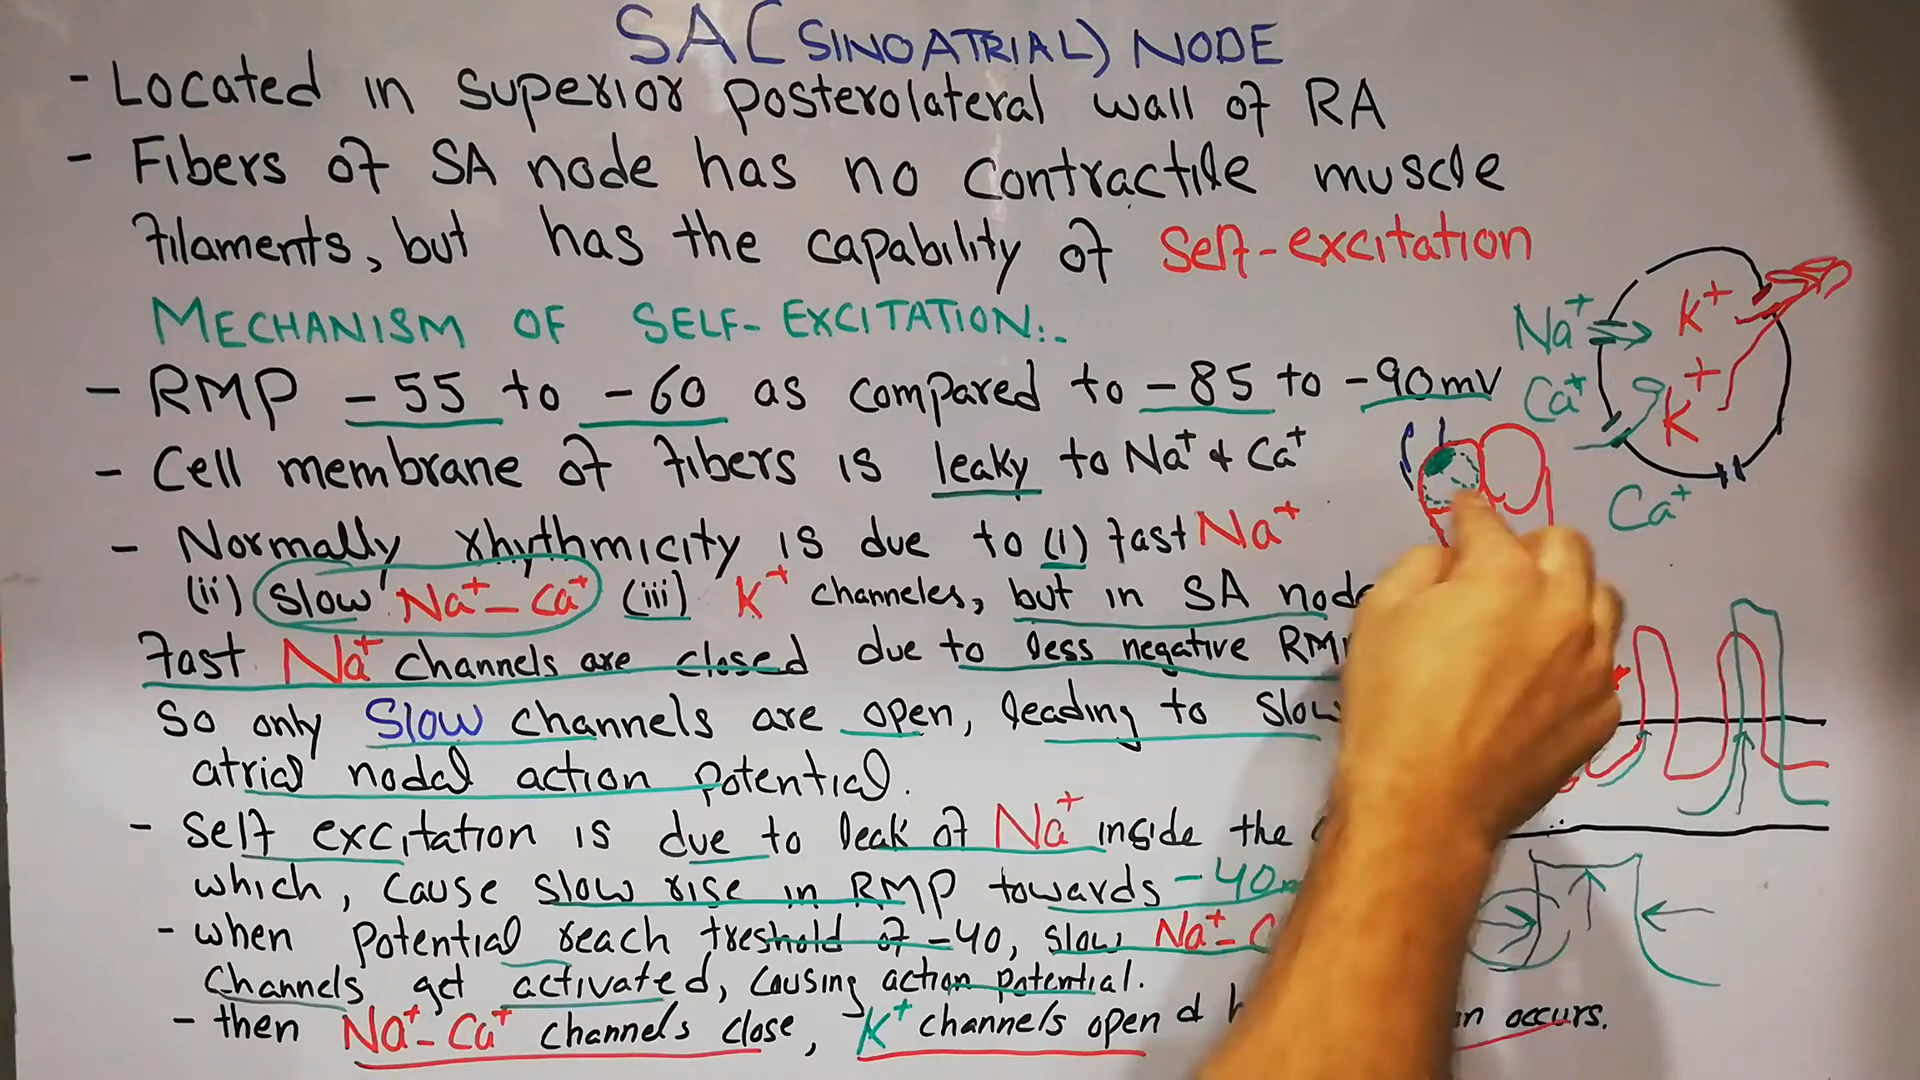 SA (SINOATRIAL) NODE
- Located in superior posterolateral wall of RA
- Fibers of SA node has no contractile muscle
filaments, but has the capability of self-excitation
MECHANISM OF SELF-EXCITATION:-
- RMP -55 to -60 as compared to -85 to -90mV
- Cell membrane of fibers is leaky to Na+ & Ca+
- Normally rhythmicity is due to (i) fast Na+
(ii) slow Na+-Ca+ (iii) K+ channeles, but in SA node
fast Na+ channels are closed due to less negative RMP
so only slow channels are open, leading to slow
atrial nodal action potential.
- Self excitation is due to leak of Na+ inside the
which, cause slow rise in RMP towards -40m
- when potential reach treshold of -40, slow Na+-C
channels get activated, causing action potential.
- then Na+-Ca+ channels close, K+ channels open & h n occurs.
Na+ K+
Ca+ K+
Ca+